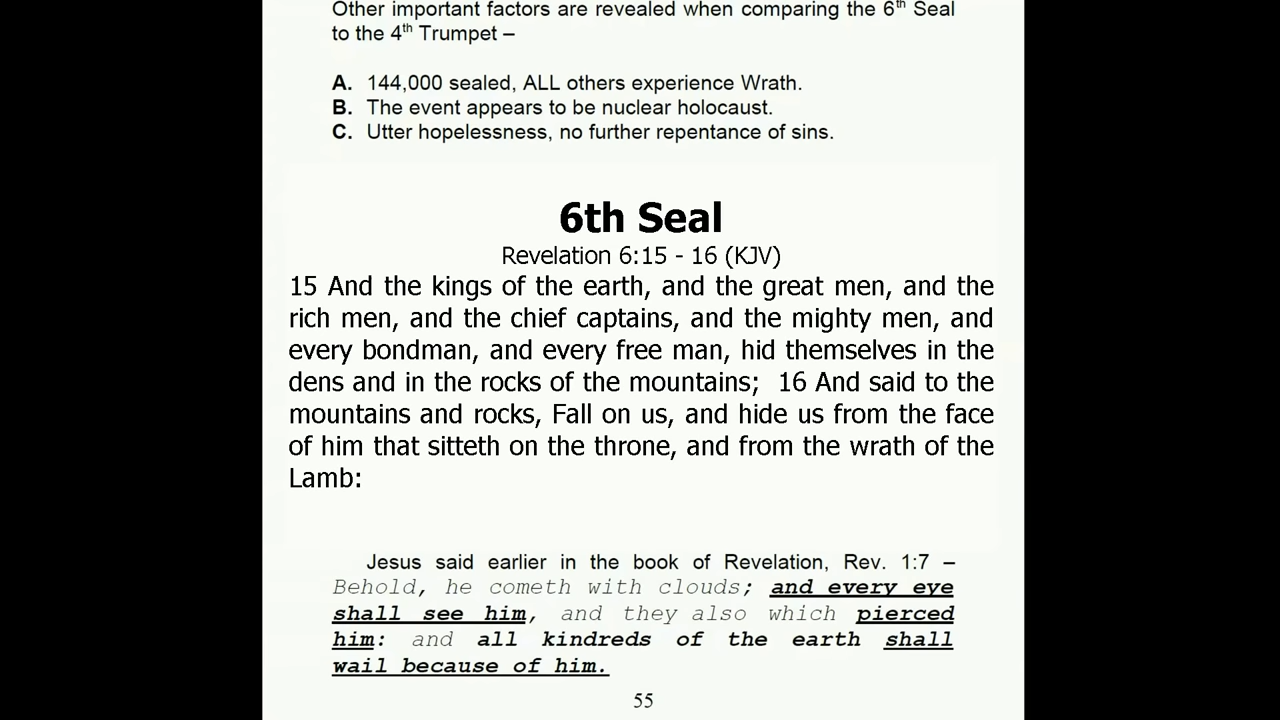 Other important factors are revealed when comparing the 6th Seal
to the 4th Trumpet –
A. 144,000 sealed, ALL others experience Wrath.
B. The event appears to be nuclear holocaust.
C. Utter hopelessness, no further repentance of sins.
6th Seal
Revelation 6:15 - 16 (KJV)
15 And the kings of the earth, and the great men, and the
rich men, and the chief captains, and the mighty men, and
every bondman, and every free man, hid themselves in the
dens and in the rocks of the mountains; 16 And said to the
mountains and rocks, Fall on us, and hide us from the face
of him that sitteth on the throne, and from the wrath of the
Lamb:
Jesus said earlier in the book of Revelation, Rev. 1:7 –
Behold, he cometh with clouds; and every eye
shall see him, and they also which pierced
him: and all kindreds of the earth shall
wail because of him.
55